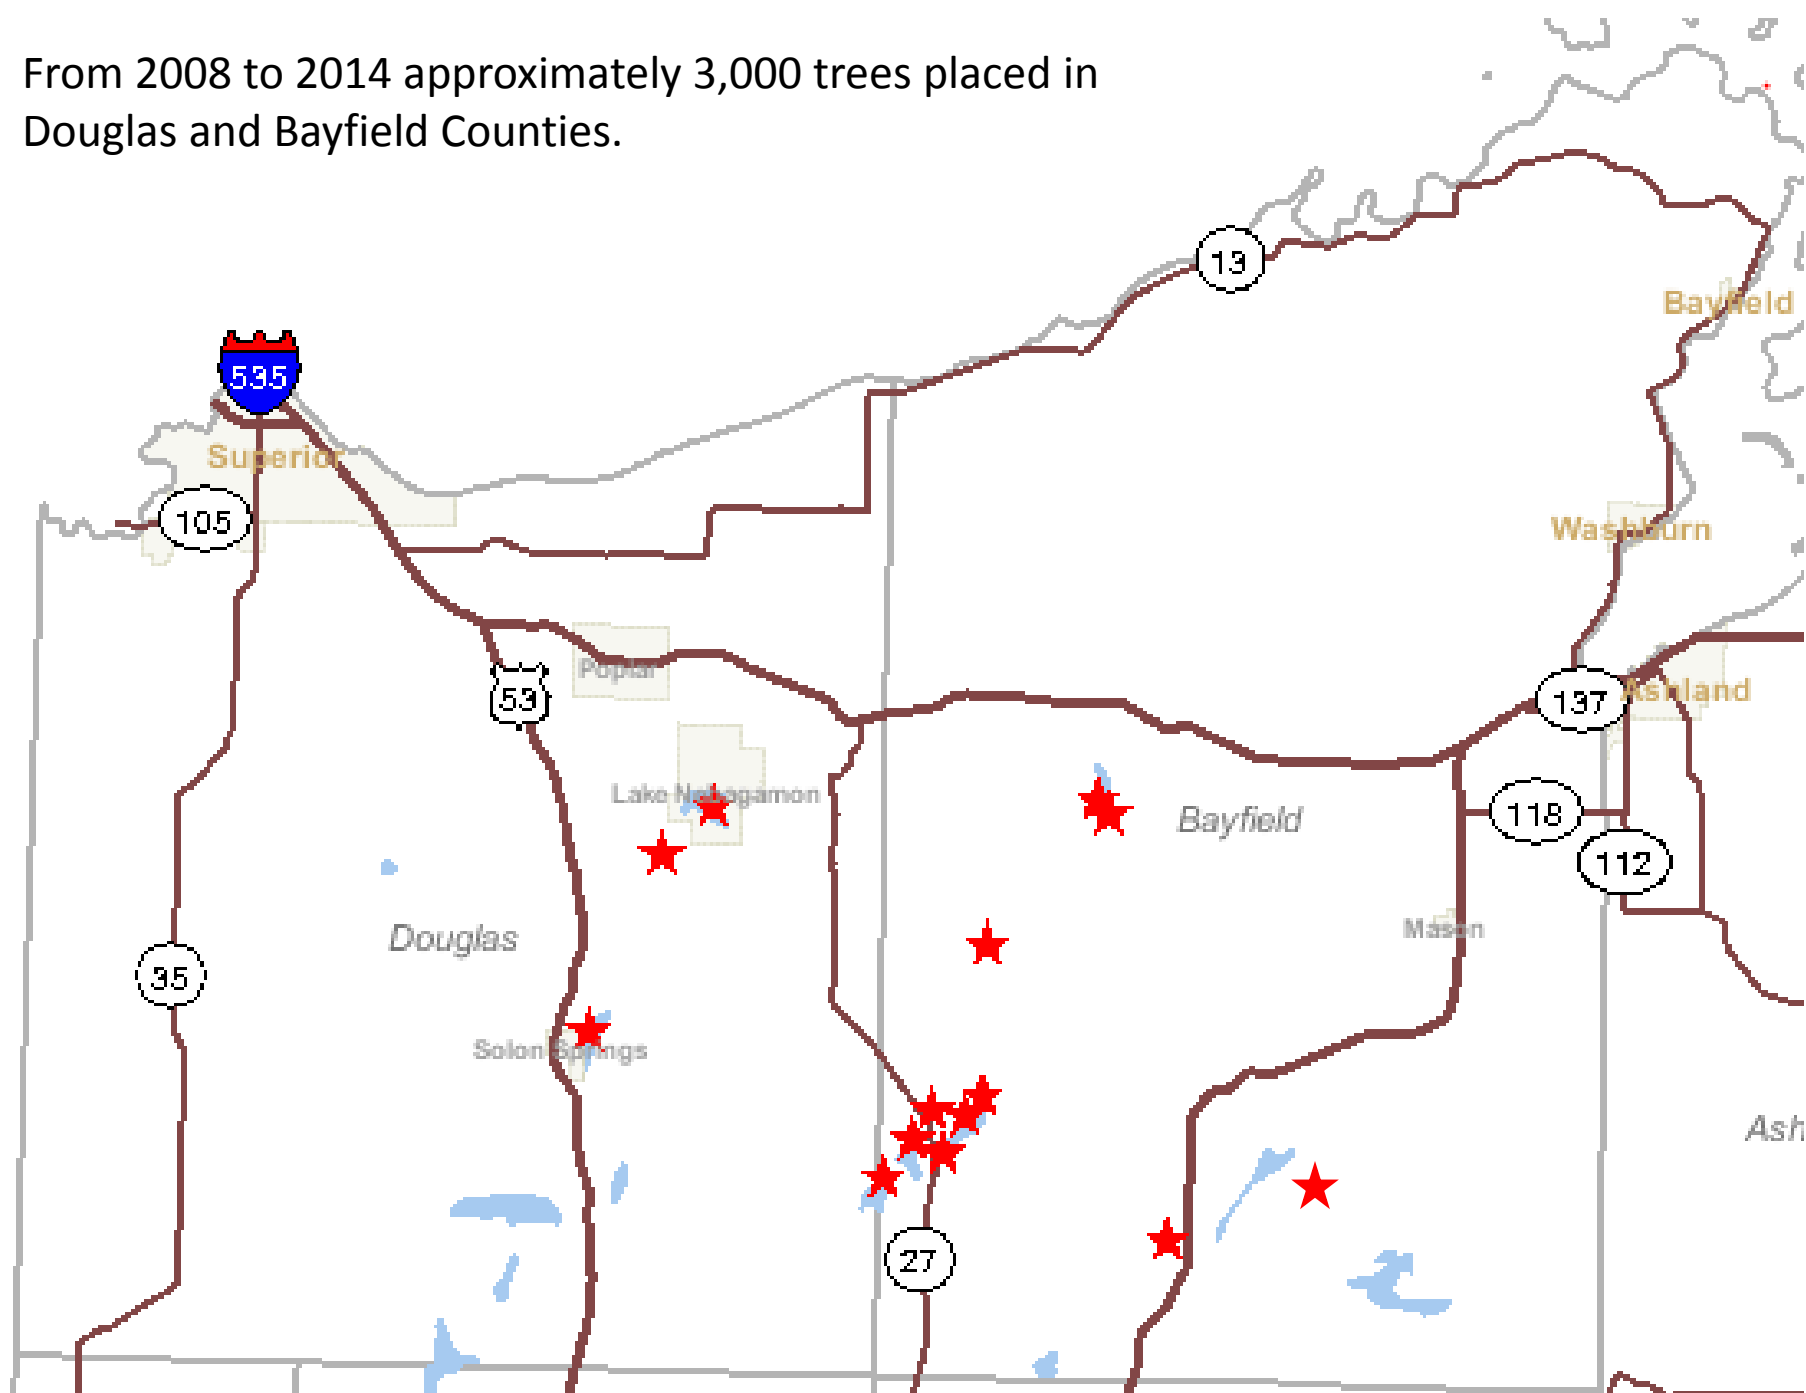 From 2008 to 2014 approximately 3,000 trees placed in
Douglas and Bayfield Counties.
13
Bayfield
535
Superior
105
Washburn
Poplar
53
137
Ashland
Lake Nebagamon
Bayfield
118
112
Douglas
Mason
35
Solon Springs
Ash
27